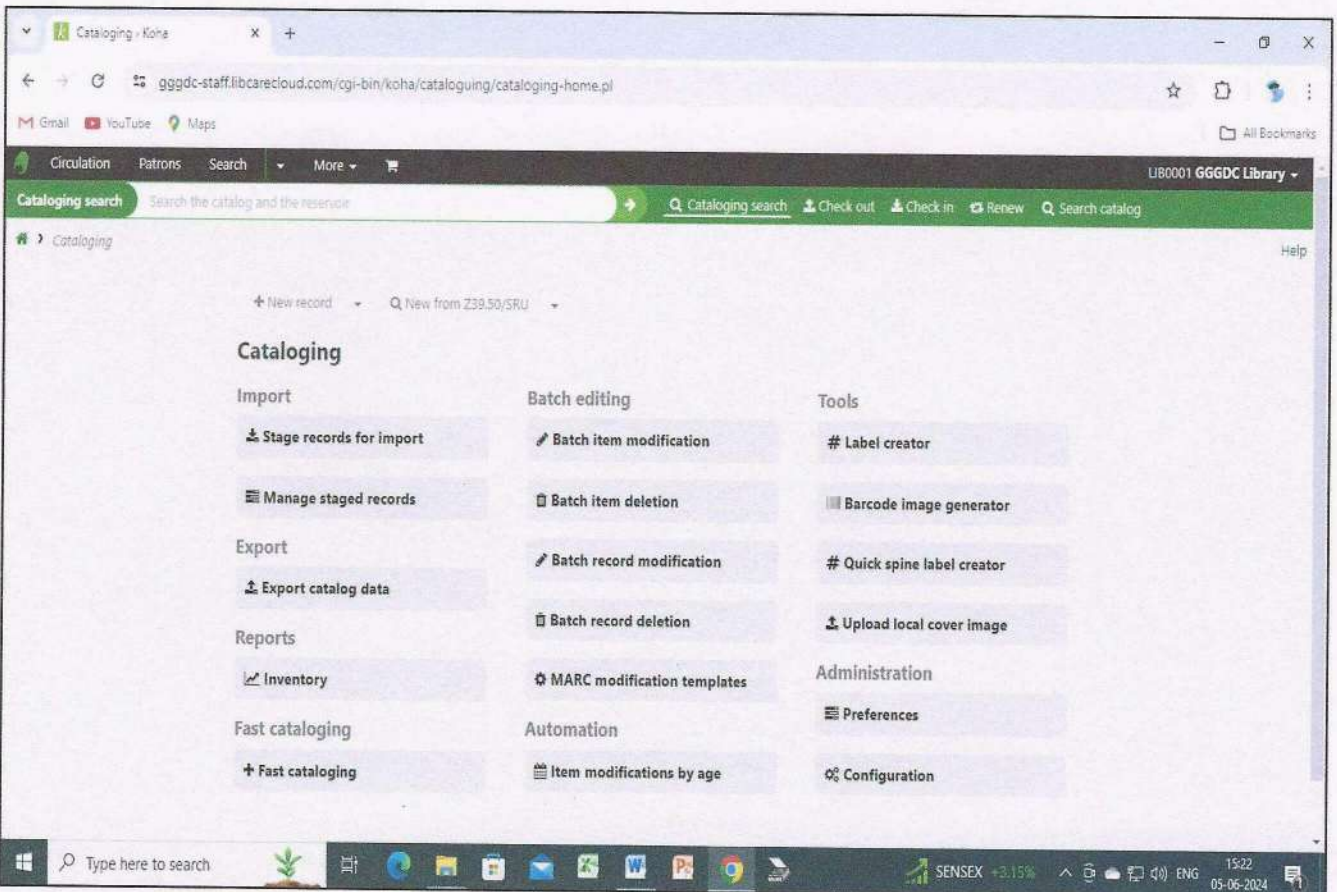 Cataloging › Koha
gggdc-staff.libcarecloud.com/cgi-bin/koha/cataloguing/cataloging-home.pl
Gmail YouTube Maps
All Bookmarks
Circulation Patrons Search More
LIB0001 GGGDC Library
Cataloging search Search the catalog and the reservoir Cataloging search Check out Check in Renew Search catalog
Cataloging
Help
+ New record New from Z39.50/SRU
Cataloging
Import
Stage records for import
Manage staged records
Export
Export catalog data
Reports
Inventory
Fast cataloging
+ Fast cataloging
Batch editing
Batch item modification
Batch item deletion
Batch record modification
Batch record deletion
MARC modification templates
Automation
Item modifications by age
Tools
# Label creator
Barcode image generator
# Quick spine label creator
Upload local cover image
Administration
Preferences
Configuration
Type here to search
SENSEX +3.15%
ENG
15:22
05-06-2024